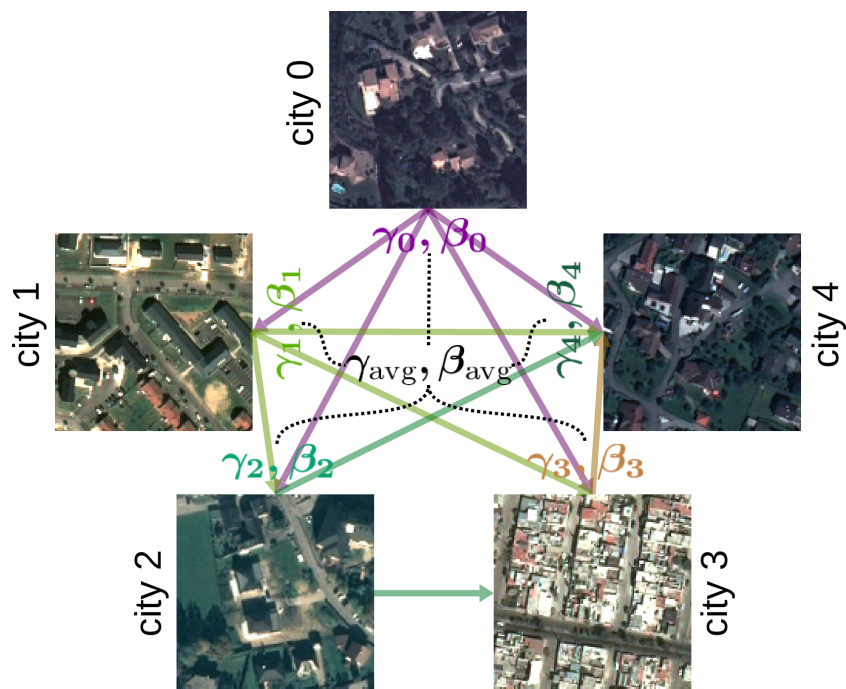 city 0
γ₀, β₀
city 1
γ₁, β₁
γ₄, β₄
city 4
γavg, βavg
γ₂, β₂
γ₃, β₃
city 2
city 3